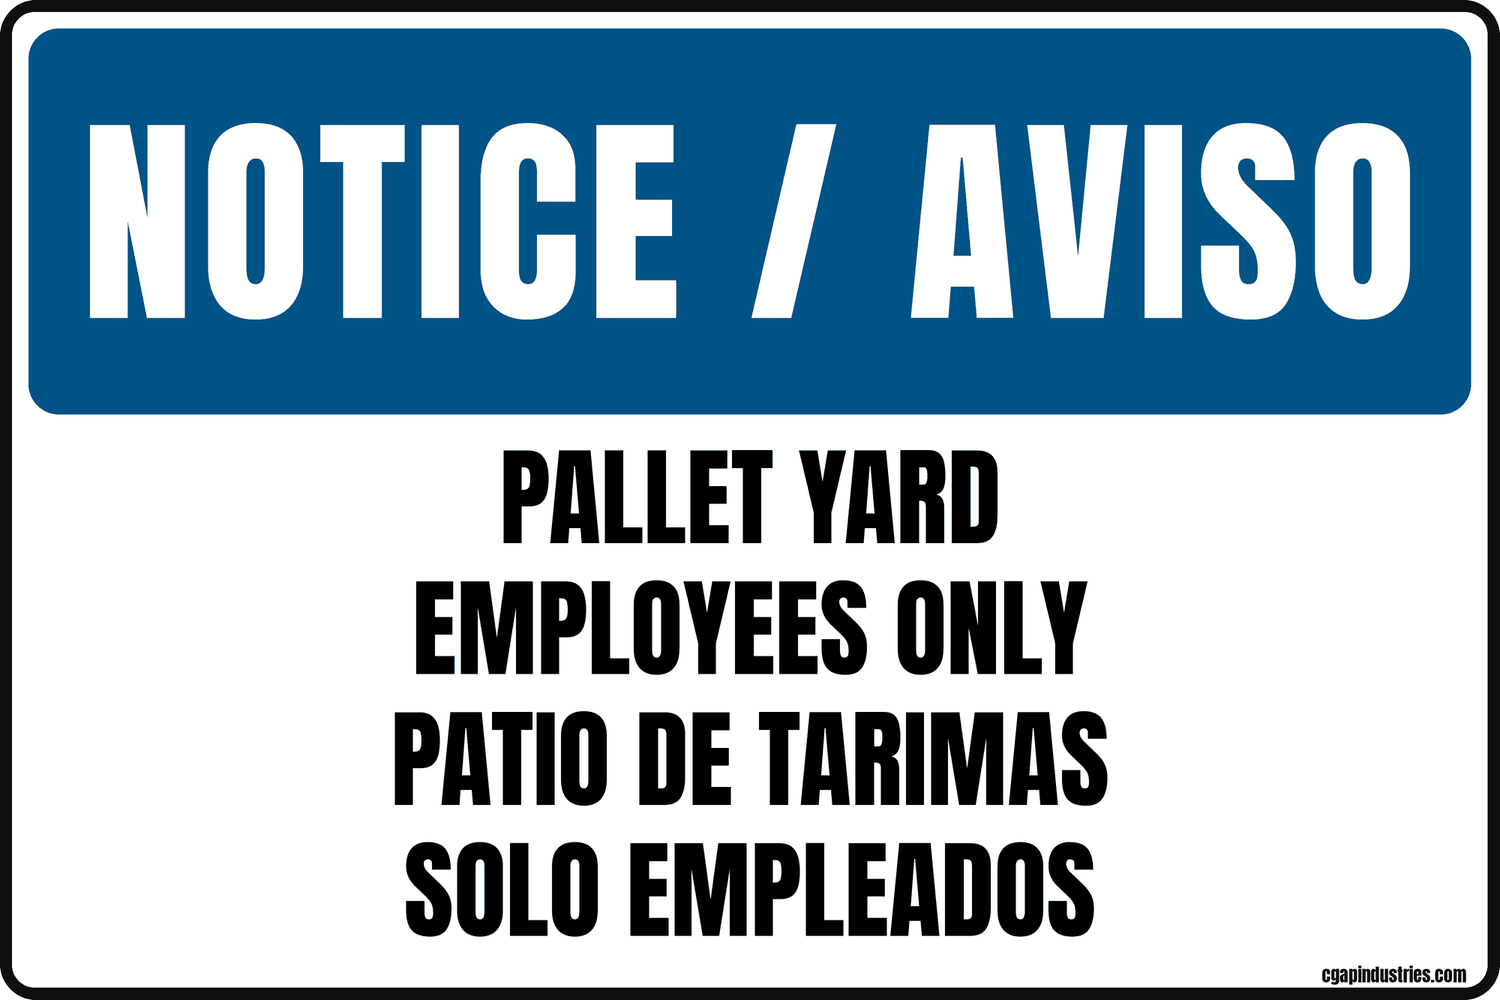 NOTICE / AVISO
PALLET YARD
EMPLOYEES ONLY
PATIO DE TARIMAS
SOLO EMPLEADOS
cgapindustries.com